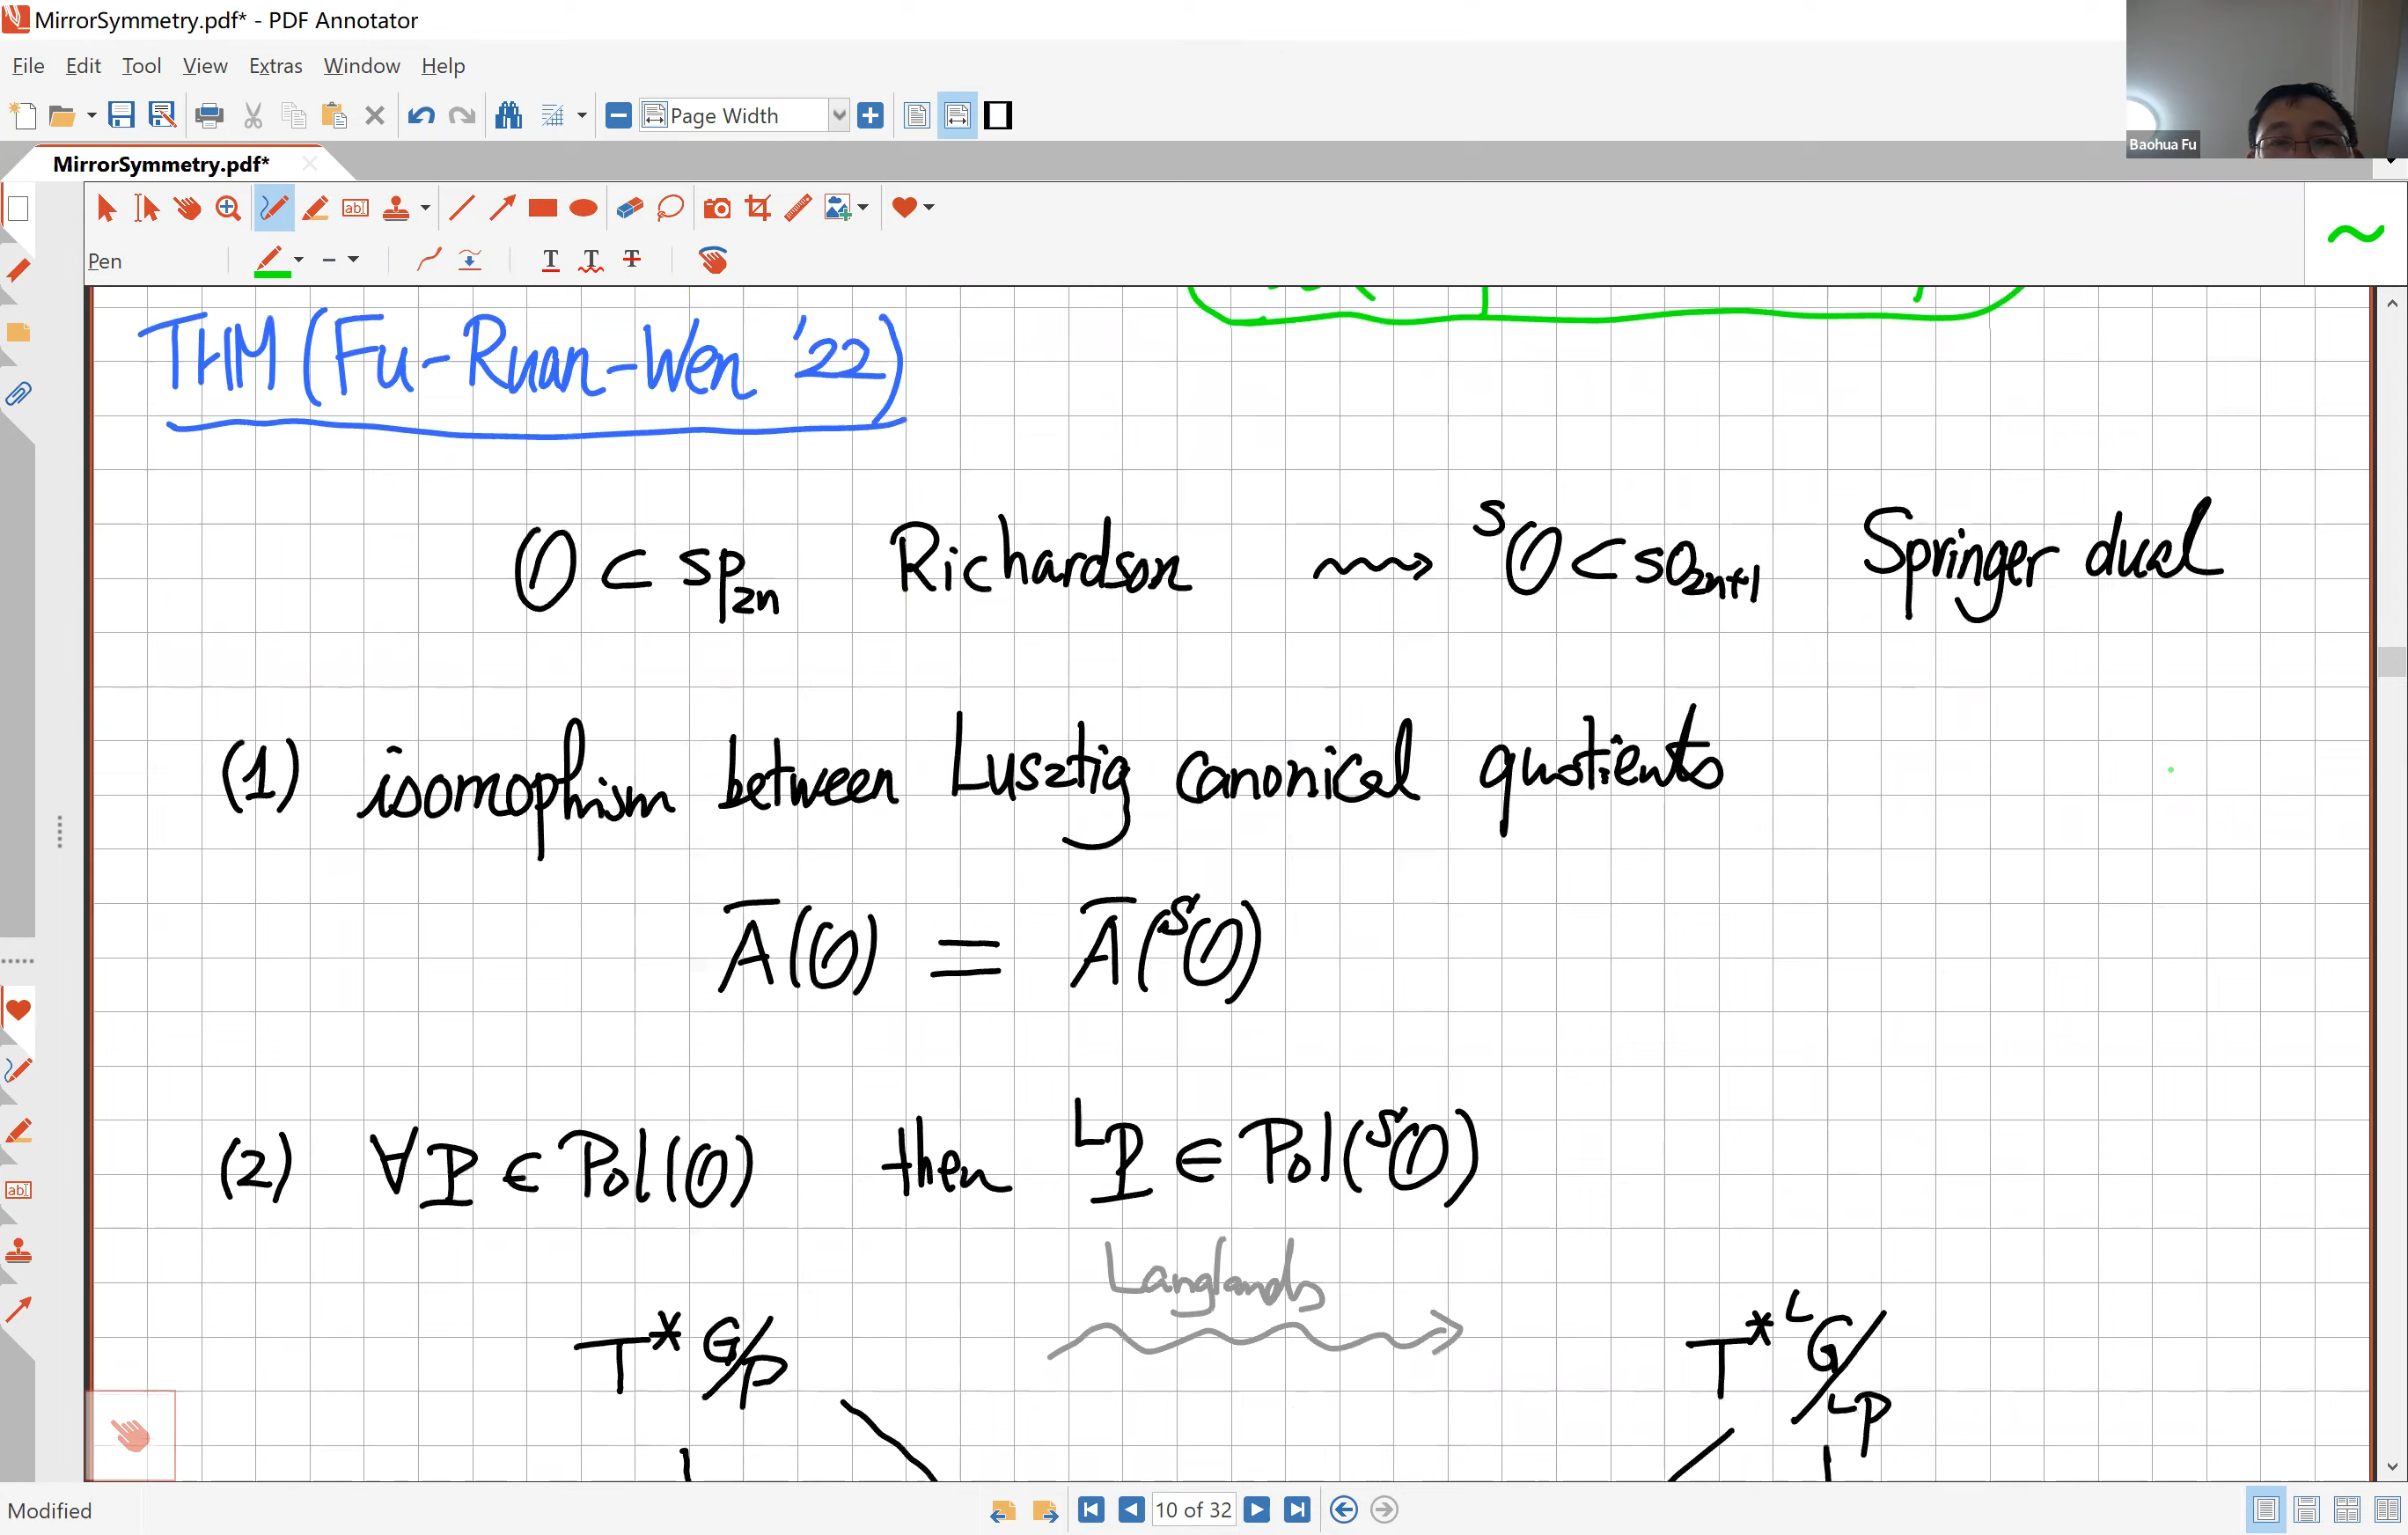 MirrorSymmetry.pdf* - PDF Annotator
File Edit Tool View Extras Window Help
Page Width
Baohua Fu
MirrorSymmetry.pdf*
Pen
THM (Fu-Ruan-Wen '22)
𝕆 ⊂ sp₂ₙ Richardson ⇝ ˢ𝕆 ⊂ so₂ₙ₊₁ Springer dual
(1) isomophism between Lusztig canonical quotients
Ā(𝕆) = Ā(ˢ𝕆)
(2) ∀P ∈ Pol(𝕆) then ᴸP ∈ Pol(ˢ𝕆)
Langlands
T* G/P T* ᴸG/ᴸP
Modified
10 of 32